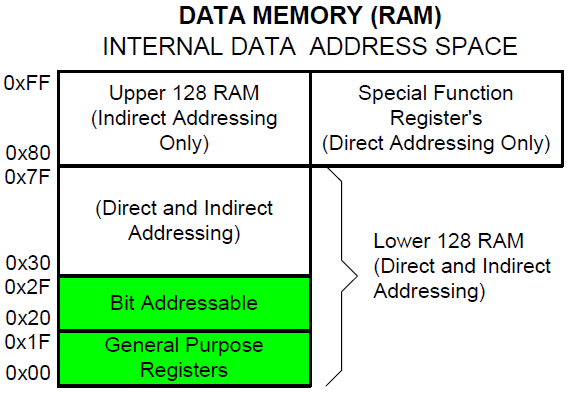 DATA MEMORY (RAM)
INTERNAL DATA ADDRESS SPACE
0xFF
Upper 128 RAM
(Indirect Addressing
Only)
0x80
Special Function
Register's
(Direct Addressing Only)
0x7F
(Direct and Indirect
Addressing)
0x30
Lower 128 RAM
(Direct and Indirect
Addressing)
0x2F
Bit Addressable
0x20
0x1F
General Purpose
Registers
0x00